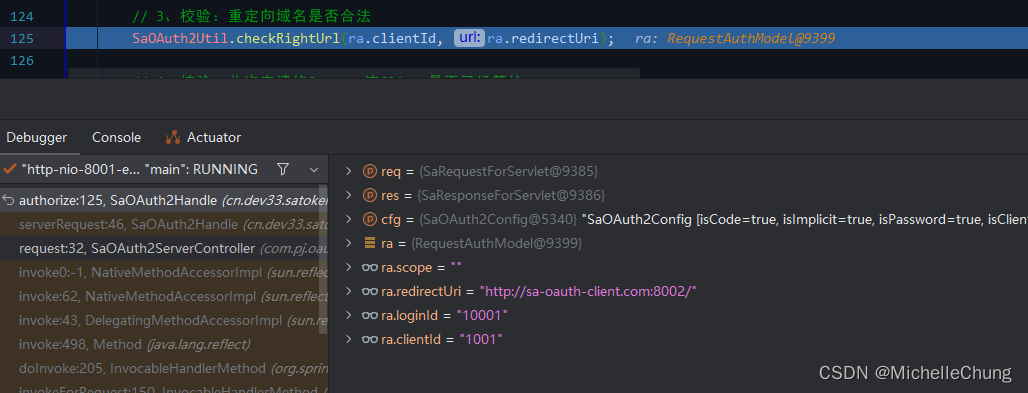 124 // 3、校验：重定向域名是否合法
125 SaOAuth2Util.checkRightUrl(ra.clientId, url: ra.redirectUri); ra: RequestAuthModel@9399
126
Debugger Console Actuator
"http-nio-8001-e... "main": RUNNING
authorize:125, SaOAuth2Handle (cn.dev33.satoken
serverRequest:46, SaOAuth2Handle (cn.dev33.sato
request:32, SaOAuth2ServerController (com.pj.oau
invoke0:-1, NativeMethodAccessorImpl (sun.reflec
invoke:62, NativeMethodAccessorImpl (sun.reflect
invoke:43, DelegatingMethodAccessorImpl (sun.re
invoke:498, Method (java.lang.reflect)
doInvoke:205, InvocableHandlerMethod (org.sprin
invokeForRequest:150, InvocableHandlerMethod
req = {SaRequestForServlet@9385}
res = {SaResponseForServlet@9386}
cfg = {SaOAuth2Config@5340} "SaOAuth2Config [isCode=true, isImplicit=true, isPassword=true, isClien
ra = {RequestAuthModel@9399}
ra.scope = ""
ra.redirectUri = "http://sa-oauth-client.com:8002/"
ra.loginId = "10001"
ra.clientId = "1001"
CSDN @MichelleChung